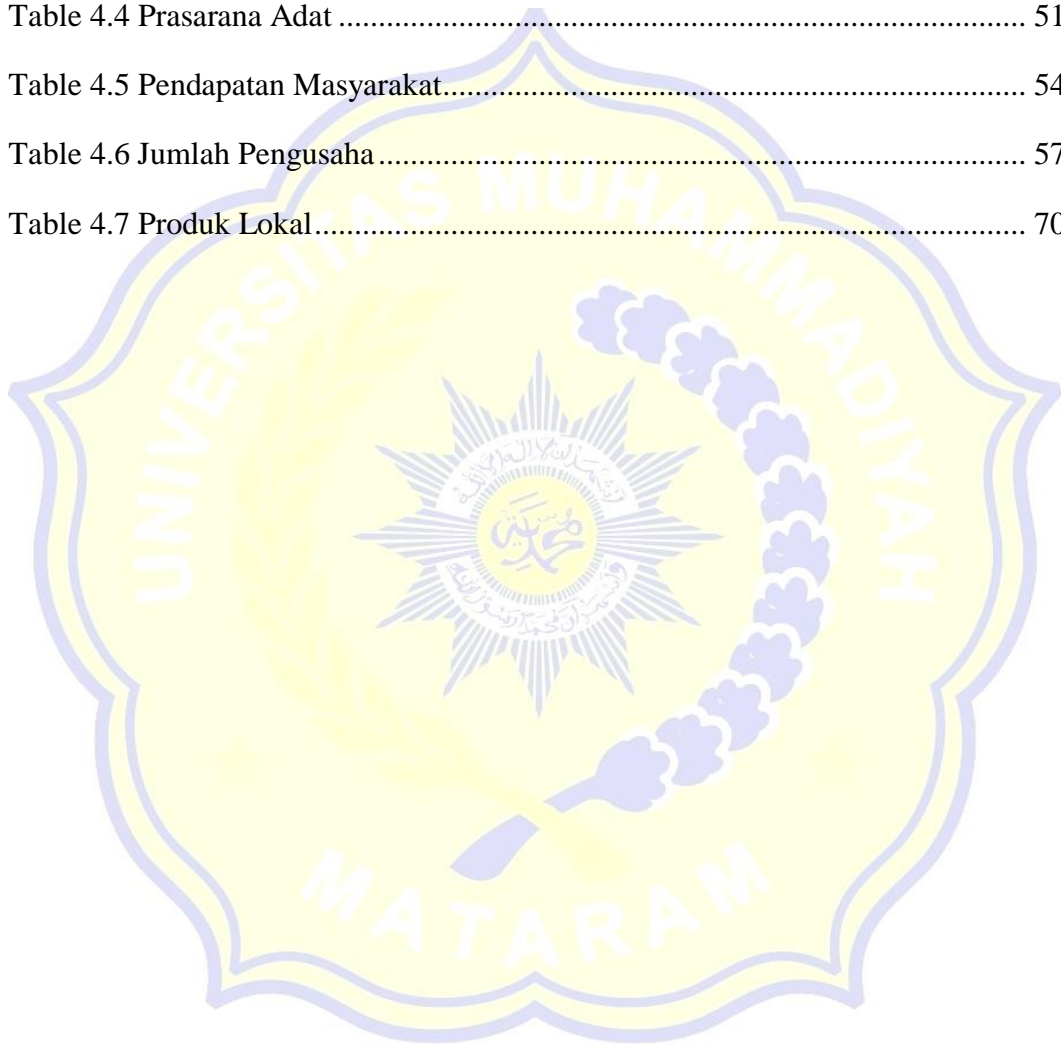 Table 4.4 Prasarana Adat ........................................................................................ 51
Table 4.5 Pendapatan Masyarakat......................................................................... 54
Table 4.6 Jumlah Pengusaha ................................................................................. 57
Table 4.7 Produk Lokal......................................................................................... 70
UNIVERSITAS MUHAMMADIYAH
MATARAM